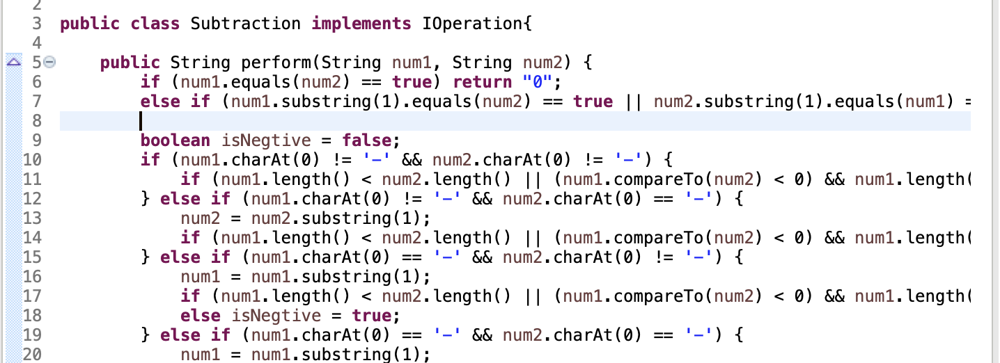 2
3 public class Subtraction implements IOperation{
4
5 public String perform(String num1, String num2) {
6 if (num1.equals(num2) == true) return "0";
7 else if (num1.substring(1).equals(num2) == true || num2.substring(1).equals(num1) =
8
9 boolean isNegtive = false;
10 if (num1.charAt(0) != '-' && num2.charAt(0) != '-') {
11 if (num1.length() < num2.length() || (num1.compareTo(num2) < 0) && num1.length(
12 } else if (num1.charAt(0) != '-' && num2.charAt(0) == '-') {
13 num2 = num2.substring(1);
14 if (num1.length() < num2.length() || (num1.compareTo(num2) < 0) && num1.length(
15 } else if (num1.charAt(0) == '-' && num2.charAt(0) != '-') {
16 num1 = num1.substring(1);
17 if (num1.length() < num2.length() || (num1.compareTo(num2) < 0) && num1.length(
18 else isNegtive = true;
19 } else if (num1.charAt(0) == '-' && num2.charAt(0) == '-') {
20 num1 = num1.substring(1);